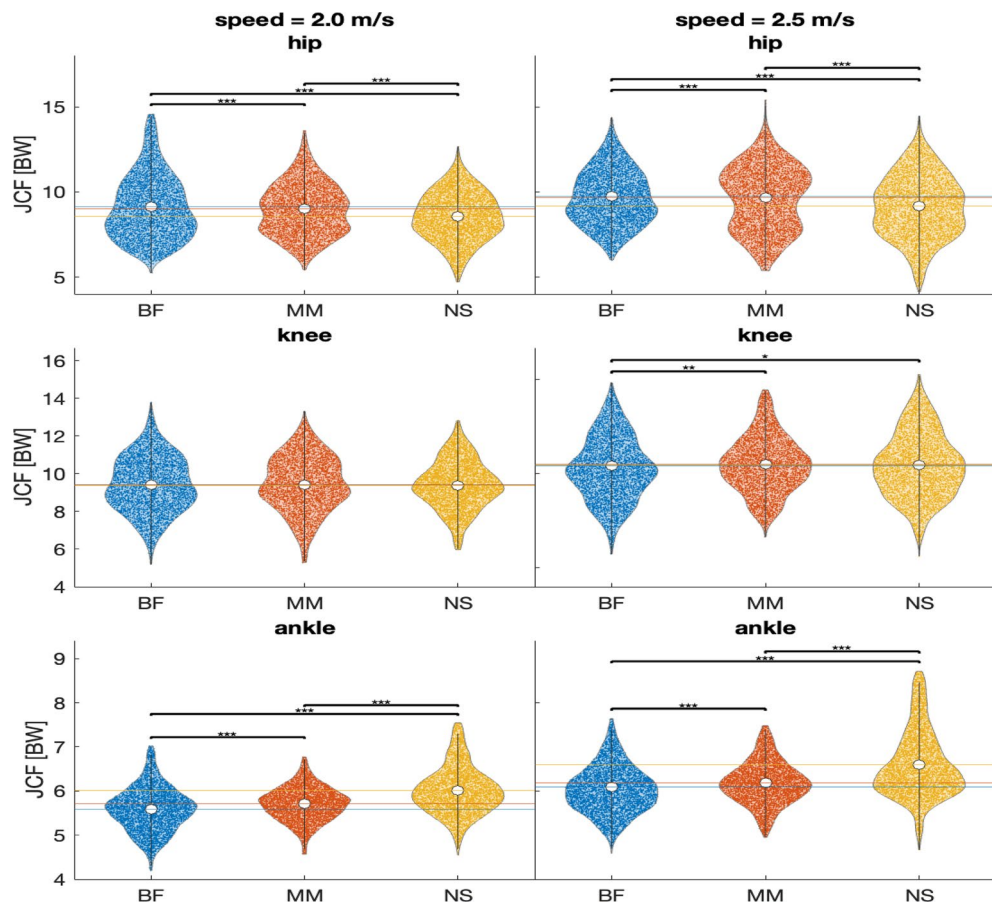 speed = 2.0 m/s speed = 2.5 m/s
hip hip
*** ***
*** ***
*** ***
JCF [BW]
15
10
5
BF MM NS BF MM NS
knee knee
*
**
JCF [BW]
16
14
12
10
8
6
4
BF MM NS BF MM NS
ankle ankle
*** ***
*** ***
*** ***
JCF [BW]
9
8
7
6
5
4
BF MM NS BF MM NS